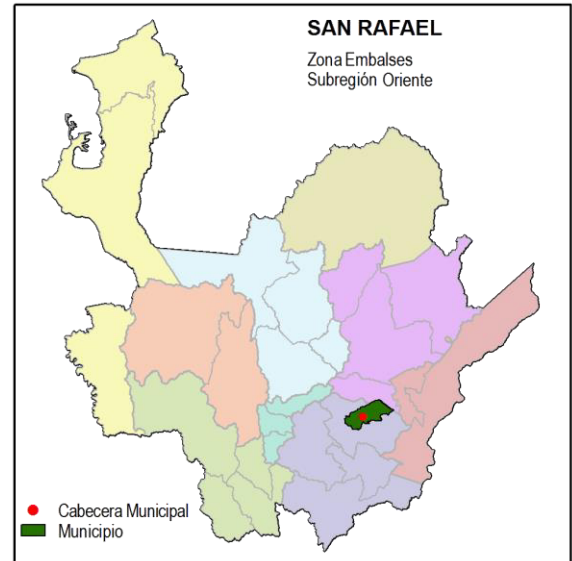 SAN RAFAEL
Zona Embalses
Subregión Oriente
Cabecera Municipal
Municipio